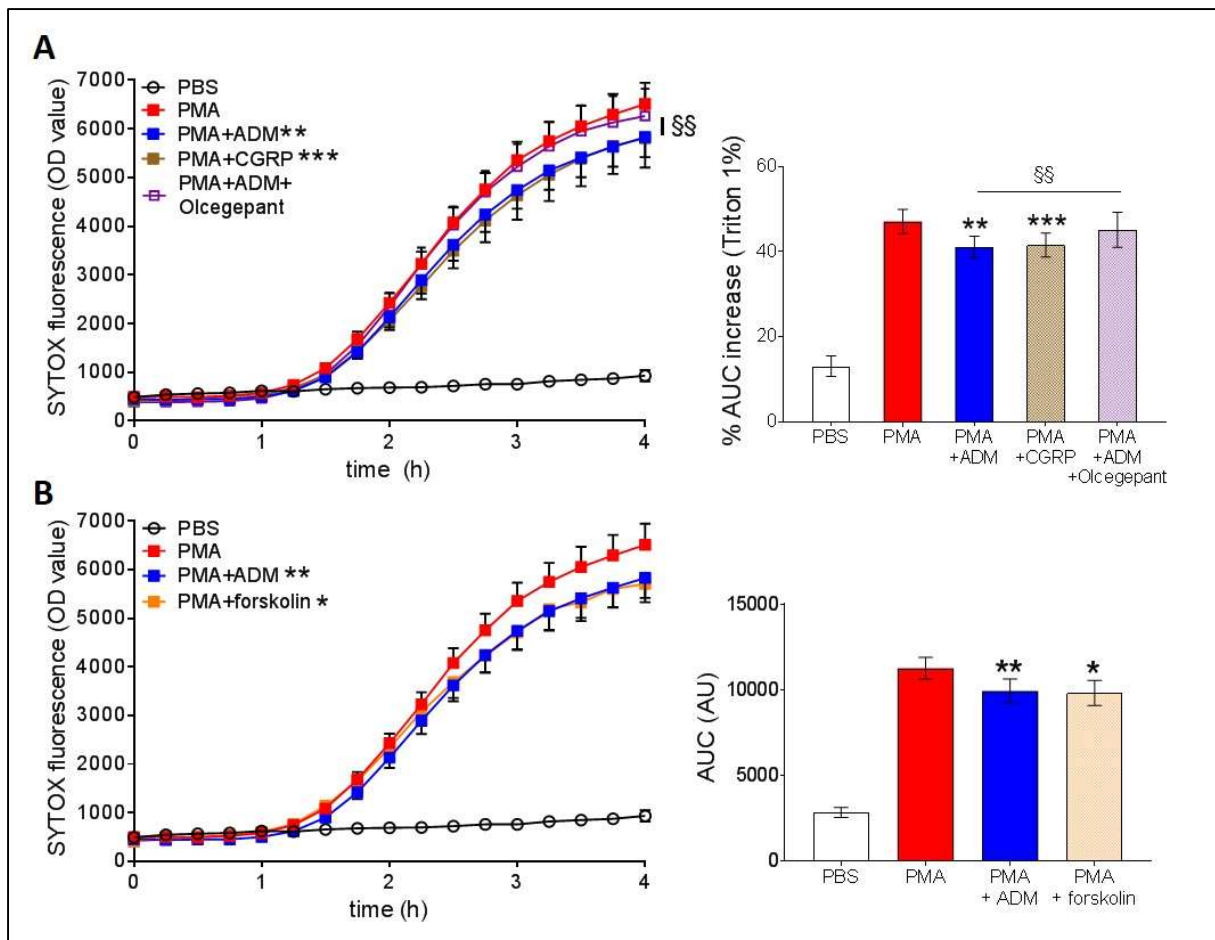 A
SYTOX fluorescence (OD value)
7000
6000
5000
4000
3000
2000
1000
0
0 1 2 3 4
time (h)
PBS
PMA
PMA+ADM**
PMA+CGRP ***
PMA+ADM+
Olcegepant
§§
% AUC increase (Triton 1%)
60
40
20
0
§§
** ***
PBS PMA PMA PMA PMA
+ADM +CGRP +ADM
+Olcegepant
B
SYTOX fluorescence (OD value)
7000
6000
5000
4000
3000
2000
1000
0
0 1 2 3 4
time (h)
PBS
PMA
PMA+ADM **
PMA+forskolin *
AUC (AU)
15000
10000
5000
0
** *
PBS PMA PMA PMA
+ ADM + forskolin